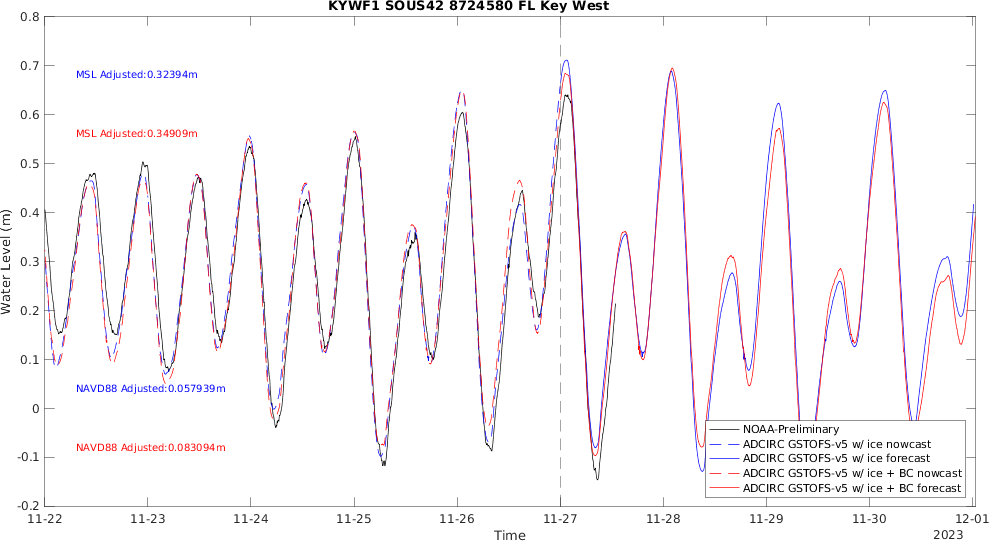 KYWF1 SOUS42 8724580 FL Key West
Water Level (m)
0.8
0.7
0.6
0.5
0.4
0.3
0.2
0.1
0
-0.1
-0.2
MSL Adjusted:0.32394m
MSL Adjusted:0.34909m
NAVD88 Adjusted:0.057939m
NAVD88 Adjusted:0.083094m
NOAA-Preliminary
ADCIRC GSTOFS-v5 w/ ice nowcast
ADCIRC GSTOFS-v5 w/ ice forecast
ADCIRC GSTOFS-v5 w/ ice + BC nowcast
ADCIRC GSTOFS-v5 w/ ice + BC forecast
11-22 11-23 11-24 11-25 11-26 11-27 11-28 11-29 11-30 12-01
Time
2023